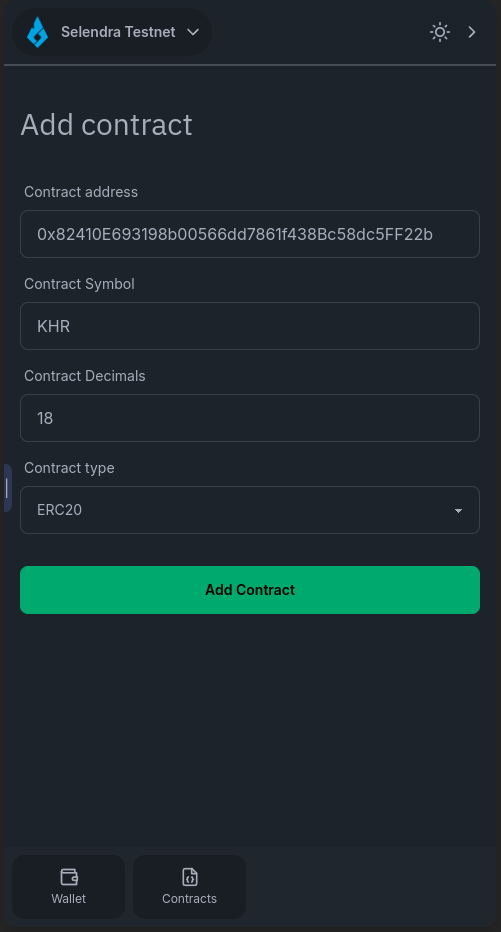 Selendra Testnet
Add contract
Contract address
0x82410E693198b00566dd7861f438Bc58dc5FF22b
Contract Symbol
KHR
Contract Decimals
18
Contract type
ERC20
Add Contract
Wallet
Contracts